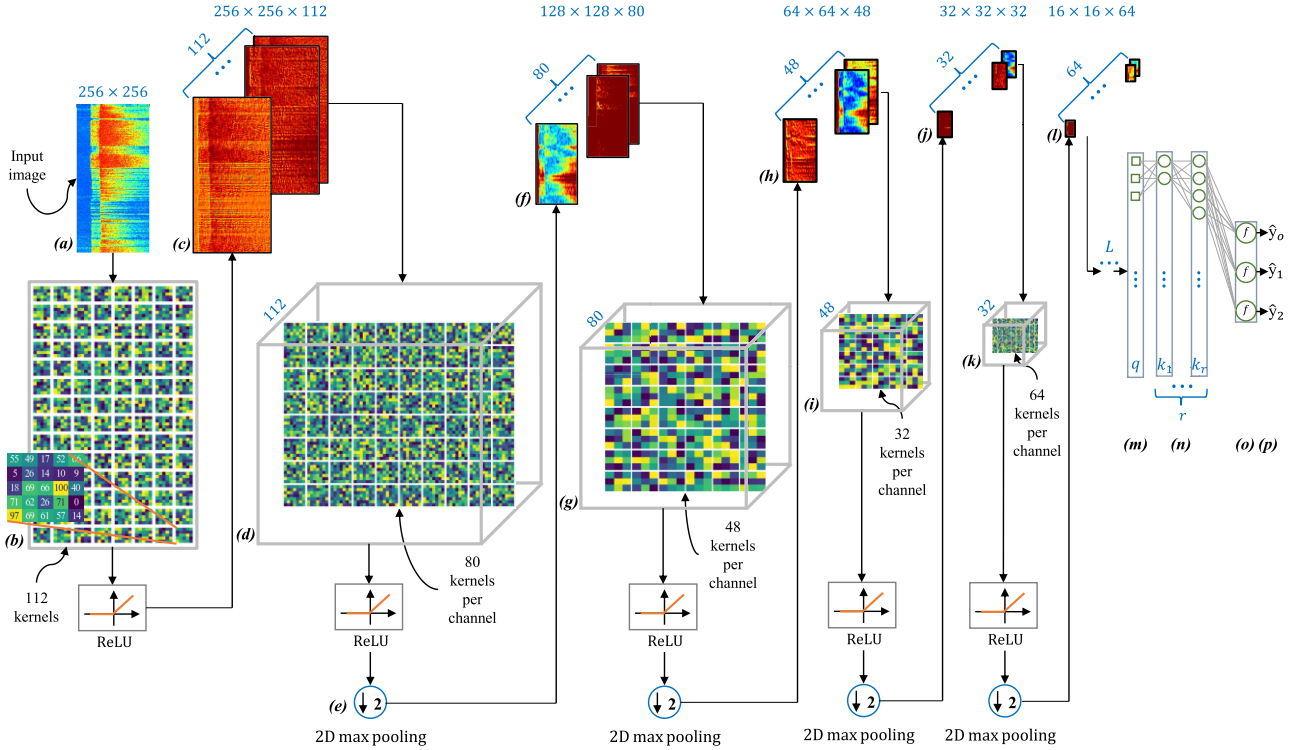 256 × 256 × 112
128 × 128 × 80
64 × 64 × 48
32 × 32 × 32
16 × 16 × 64
112
80
48
32
64
256 × 256
Input
image
(a)
(c)
(f)
(h)
(j)
(l)
L
ŷo
ŷ1
ŷ2
f
f
f
q
k1
kr
r
(m)
(n)
(o)
(p)
112
80
48
32
55 49 17 52 60
5 26 14 10 9
18 69 66 100 40
71 62 26 71 0
97 69 61 57 14
(b)
(d)
(g)
(i)
(k)
112
kernels
80
kernels
per
channel
48
kernels
per
channel
32
kernels
per
channel
64
kernels
per
channel
ReLU
ReLU
ReLU
ReLU
ReLU
(e)
2
2
2
2
2D max pooling
2D max pooling
2D max pooling
2D max pooling